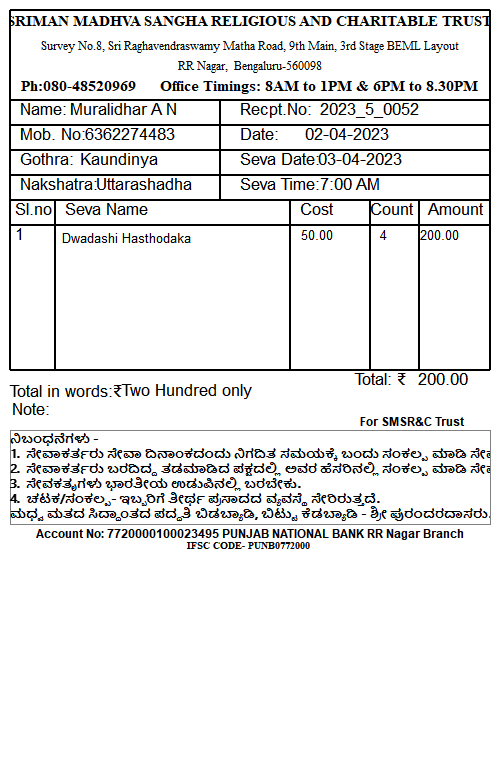 SRIMAN MADHVA SANGHA RELIGIOUS AND CHARITABLE TRUST
Survey No.8, Sri Raghavendraswamy Matha Road, 9th Main, 3rd Stage BEML Layout
RR Nagar, Bengaluru-560098
Ph:080-48520969 Office Timings: 8AM to 1PM & 6PM to 8.30PM
Name: Muralidhar A N Recpt.No: 2023_5_0052
Mob. No:6362274483 Date: 02-04-2023
Gothra: Kaundinya Seva Date:03-04-2023
Nakshatra:Uttarashadha Seva Time:7:00 AM
Sl.no Seva Name Cost Count Amount
1 Dwadashi Hasthodaka 50.00 4 200.00
Total: ₹ 200.00
Total in words:₹Two Hundred only
Note:
For SMSR&C Trust
ನಿಬಂಧನೆಗಳು -
1. ಸೇವಾಕರ್ತರು ಸೇವಾ ದಿನಾಂಕದಂದು ನಿಗದಿತ ಸಮಯಕ್ಕೆ ಬಂದು ಸಂಕಲ್ಪ ಮಾಡಿ
2. ಸೇವಾಕರ್ತರು ಬರದಿದ್ದ ತಡಮಾಡಿದ ಪಕ್ಷದಲ್ಲಿ ಅವರ ಹೆಸರಿನಲ್ಲಿ ಸಂಕಲ್ಪ ಮಾಡಿ
3. ಸೇವಕತೃಗಳು ಭಾರತೀಯ ಉಡುಪಿನಲ್ಲಿ ಬರಬೇಕು.
4. ಚಟಕ/ಸಂಕಲ್ಪ- ಇಬ್ಬರಿಗೆ ತೀರ್ಥ ಪ್ರಸಾದದ ವ್ಯವಸ್ಥೆ ಸೇರಿರುತ್ತದೆ.
ಮಧ್ವ ಮತದ ಸಿದ್ಧಾಂತದ ಪದ್ಧತಿ ಬಿಡಬ್ಯಾಡಿ, ಬಿಟ್ಟು ಕೆಡಬ್ಯಾಡಿ - ಶ್ರೀ ಪುರಂದರದಾಸರು.
Account No: 7720000100023495 PUNJAB NATIONAL BANK RR Nagar Branch
IFSC CODE- PUNB0772000